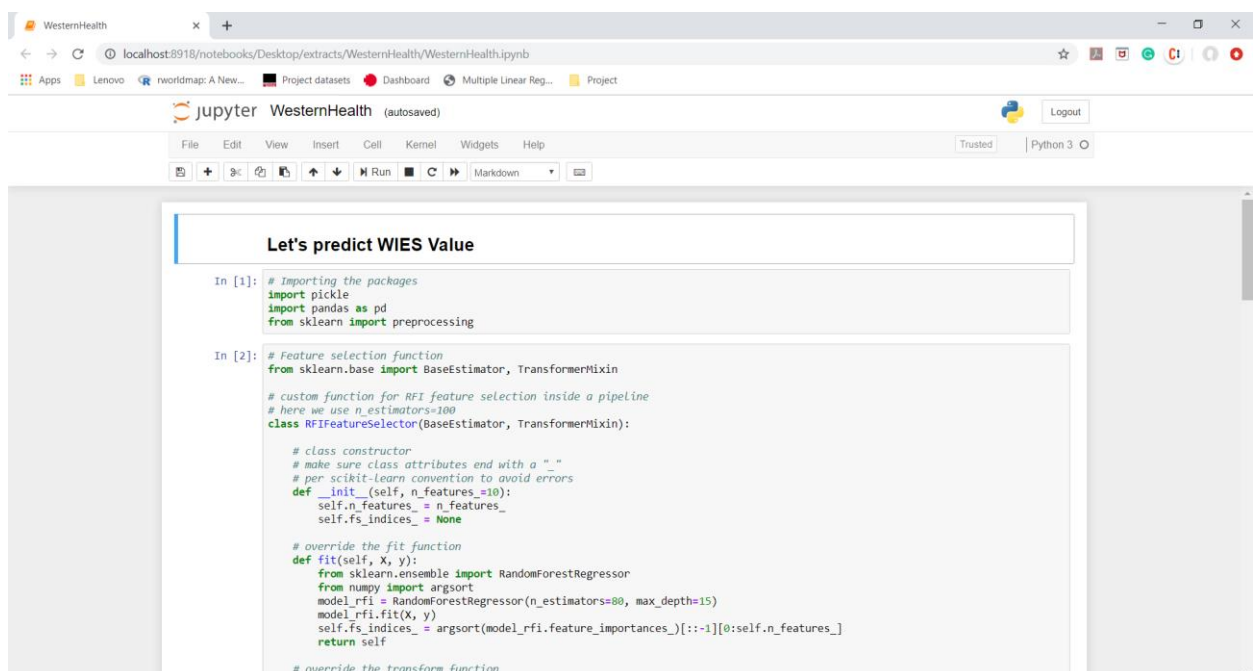 WesternHealth
localhost:8918/notebooks/Desktop/extracts/WesternHealth/WesternHealth.ipynb
Apps Lenovo rworldmap: A New... Project datasets Dashboard Multiple Linear Reg... Project
jupyter WesternHealth (autosaved) Logout
File Edit View Insert Cell Kernel Widgets Help Trusted Python 3
Run Markdown
Let's predict WIES Value
In [1]: # Importing the packages
import pickle
import pandas as pd
from sklearn import preprocessing
In [2]: # Feature selection function
from sklearn.base import BaseEstimator, TransformerMixin
# custom function for RFI feature selection inside a pipeline
# here we use n_estimators=100
class RFIFeatureSelector(BaseEstimator, TransformerMixin):
# class constructor
# make sure class attributes end with a "_"
# per scikit-learn convention to avoid errors
def __init__(self, n_features_=10):
self.n_features_ = n_features_
self.fs_indices_ = None
# override the fit function
def fit(self, X, y):
from sklearn.ensemble import RandomForestRegressor
from numpy import argsort
model_rfi = RandomForestRegressor(n_estimators=80, max_depth=15)
model_rfi.fit(X, y)
self.fs_indices_ = argsort(model_rfi.feature_importances_)[::-1][0:self.n_features_]
return self
# override the transform function